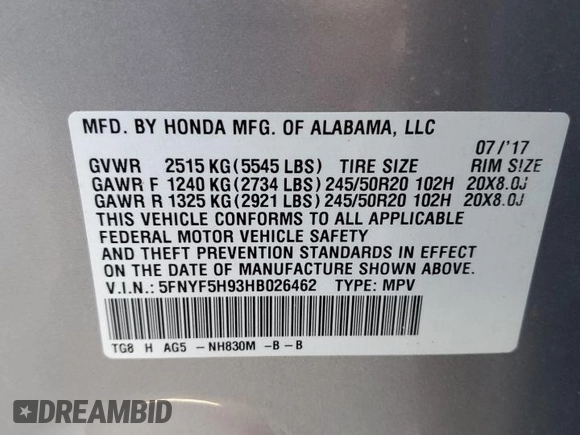 MFD. BY HONDA MFG. OF ALABAMA, LLC
07/'17
GVWR 2515 KG (5545 LBS) TIRE SIZE RIM SIZE
GAWR F 1240 KG (2734 LBS) 245/50R20 102H 20X8.0J
GAWR R 1325 KG (2921 LBS) 245/50R20 102H 20X8.0J
THIS VEHICLE CONFORMS TO ALL APPLICABLE
FEDERAL MOTOR VEHICLE SAFETY
AND THEFT PREVENTION STANDARDS IN EFFECT
ON THE DATE OF MANUFACTURE SHOWN ABOVE.
V.I.N.: 5FNYF5H93HB026462 TYPE: MPV
TG8 H AG5 -NH830M -B -B
DREAMBID